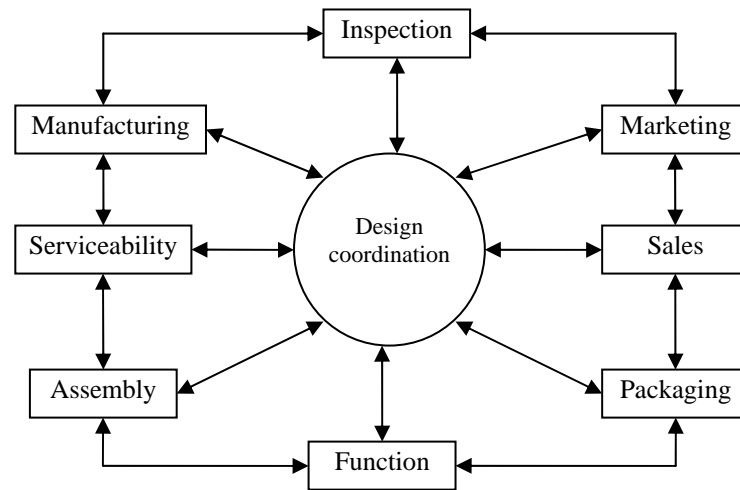 Inspection
Manufacturing
Marketing
Design
coordination
Serviceability
Sales
Assembly
Packaging
Function